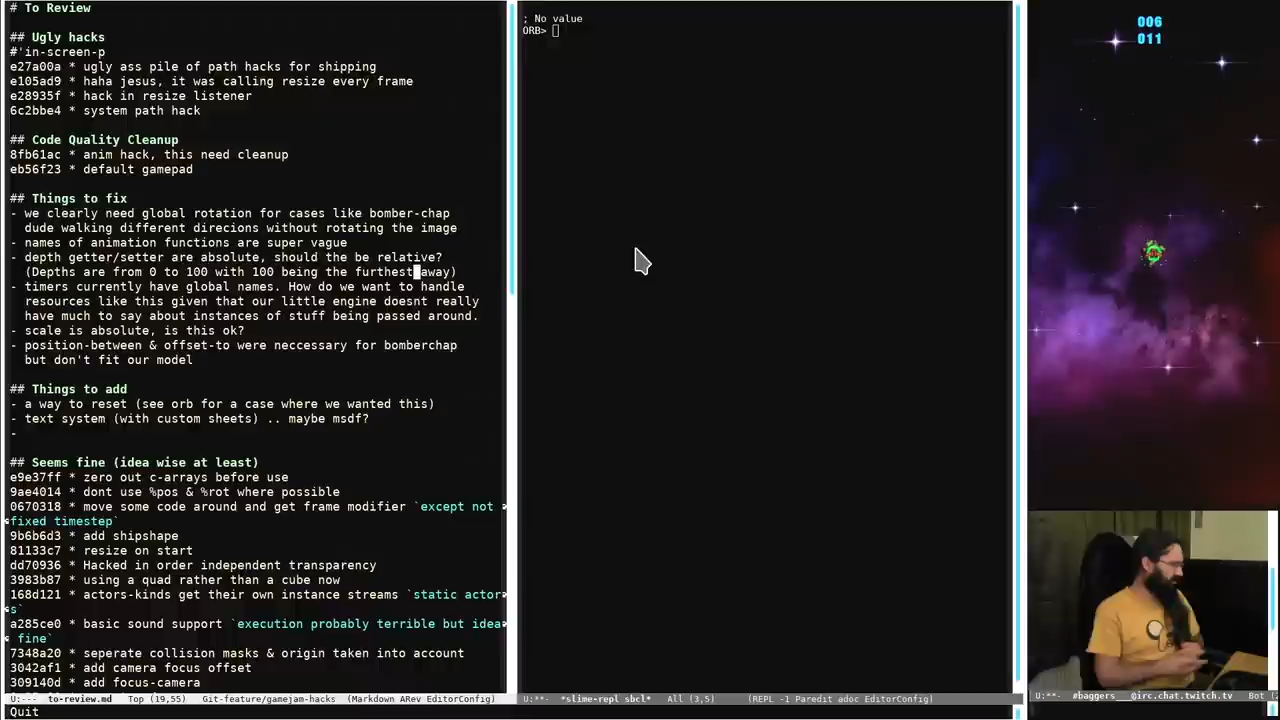 # To Review
## Ugly hacks
#'in-screen-p
e27a00a * ugly ass pile of path hacks for shipping
e105ad9 * haha jesus, it was calling resize every frame
e28935f * hack in resize listener
6c2bbe4 * system path hack
## Code Quality Cleanup
8fb61ac * anim hack, this need cleanup
eb56f23 * default gamepad
## Things to fix
- we clearly need global rotation for cases like bomber-chap
dude walking different direcions without rotating the image
- names of animation functions are super vague
- depth getter/setter are absolute, should the be relative?
(Depths are from 0 to 100 with 100 being the furthest away)
- timers currently have global names. How do we want to handle
resources like this given that our little engine doesnt really
have much to say about instances of stuff being passed around.
- scale is absolute, is this ok?
- position-between & offset-to were neccessary for bomberchap
but don't fit our model
## Things to add
- a way to reset (see orb for a case where we wanted this)
- text system (with custom sheets) .. maybe msdf?
-
## Seems fine (idea wise at least)
e9e37ff * zero out c-arrays before use
9ae4014 * dont use %pos & %rot where possible
0670318 * move some code around and get frame modifier `except not
fixed timestep`
9b6b6d3 * add shipshape
81133c7 * resize on start
dd70936 * Hacked in order independent transparency
3983b87 * using a quad rather than a cube now
168d121 * actors-kinds get their own instance streams `static actor
s`
a285ce0 * basic sound support `execution probably terrible but idea
fine`
7348a20 * seperate collision masks & origin taken into account
3042af1 * add camera focus offset
309140d * add focus-camera
U:--- to-review.md Top (19,55) Git-feature/gamejam-hacks (Markdown ARev EditorConfig)
Quit
; No value
ORB>
U:**- *slime-repl sbcl* All (3,5) (REPL -1 Paredit adoc EditorConfig)
006
011
U:**- #baggers___@irc.chat.twitch.tv Bot (2